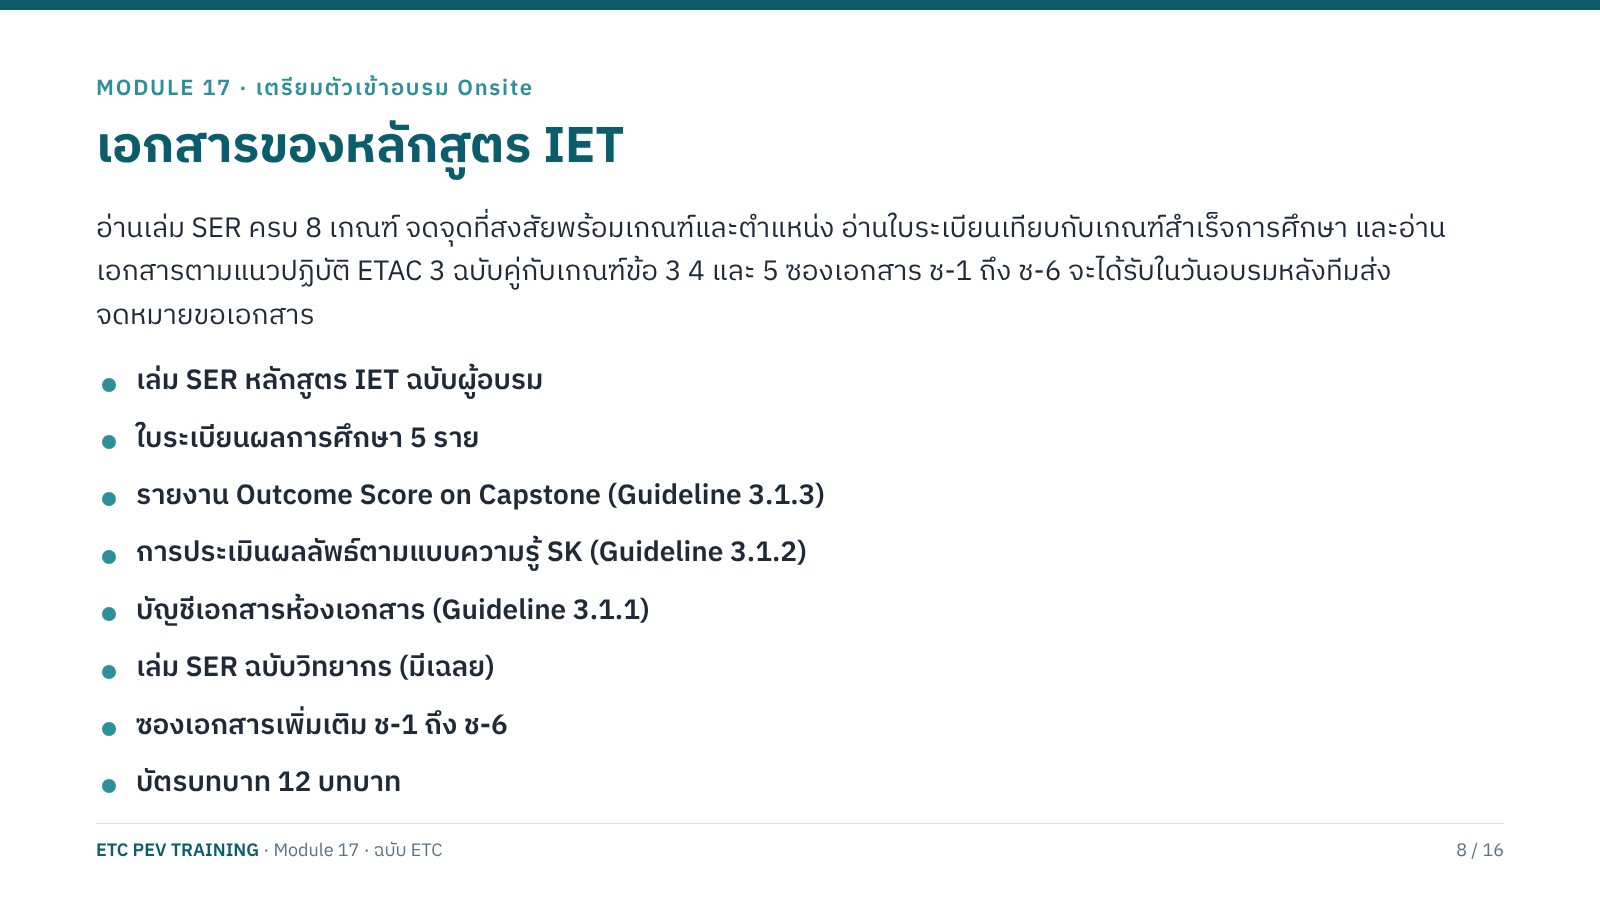 MODULE 17 · เตรียมตัวเข้าอบรม Onsite
เอกสารของหลักสูตร IET
อ่านเล่ม SER ครบ 8 เกณฑ์ จดจุดที่สงสัยพร้อมเกณฑ์และตำแหน่ง อ่านใบระเบียนเทียบกับเกณฑ์สำเร็จการศึกษา และอ่าน
เอกสารตามแนวปฏิบัติ ETAC 3 ฉบับคู่กับเกณฑ์ข้อ 3 4 และ 5 ซองเอกสาร ช-1 ถึง ช-6 จะได้รับในวันอบรมหลังทีมส่ง
จดหมายขอเอกสาร
เล่ม SER หลักสูตร IET ฉบับผู้อบรม
ใบระเบียนผลการศึกษา 5 ราย
รายงาน Outcome Score on Capstone (Guideline 3.1.3)
การประเมินผลลัพธ์ตามแบบความรู้ SK (Guideline 3.1.2)
บัญชีเอกสารห้องเอกสาร (Guideline 3.1.1)
เล่ม SER ฉบับวิทยากร (มีเฉลย)
ซองเอกสารเพิ่มเติม ช-1 ถึง ช-6
บัตรบทบาท 12 บทบาท
ETC PEV TRAINING · Module 17 · ฉบับ ETC
8 / 16